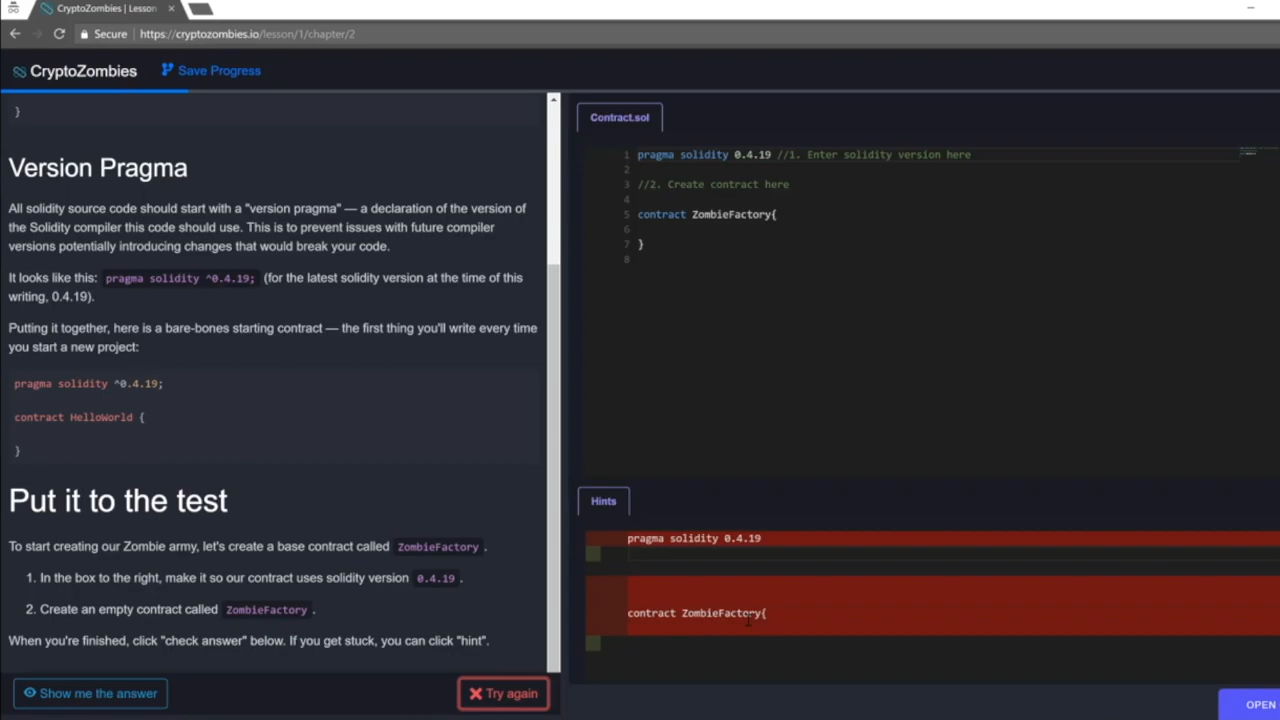 CryptoZombies | Lesson
Secure https://cryptozombies.io/lesson/1/chapter/2
CryptoZombies Save Progress
}
Version Pragma
All solidity source code should start with a "version pragma" — a declaration of the version of
the Solidity compiler this code should use. This is to prevent issues with future compiler
versions potentially introducing changes that would break your code.
It looks like this: pragma solidity ^0.4.19; (for the latest solidity version at the time of this
writing, 0.4.19).
Putting it together, here is a bare-bones starting contract — the first thing you'll write every time
you start a new project:
pragma solidity ^0.4.19;
contract HelloWorld {
}
Put it to the test
To start creating our Zombie army, let's create a base contract called ZombieFactory .
1. In the box to the right, make it so our contract uses solidity version 0.4.19 .
2. Create an empty contract called ZombieFactory .
When you're finished, click "check answer" below. If you get stuck, you can click "hint".
Show me the answer
Try again
Contract.sol
1 pragma solidity 0.4.19 //1. Enter solidity version here
2
3 //2. Create contract here
4
5 contract ZombieFactory{
6
7 }
8
Hints
pragma solidity 0.4.19
contract ZombieFactory{
OPEN